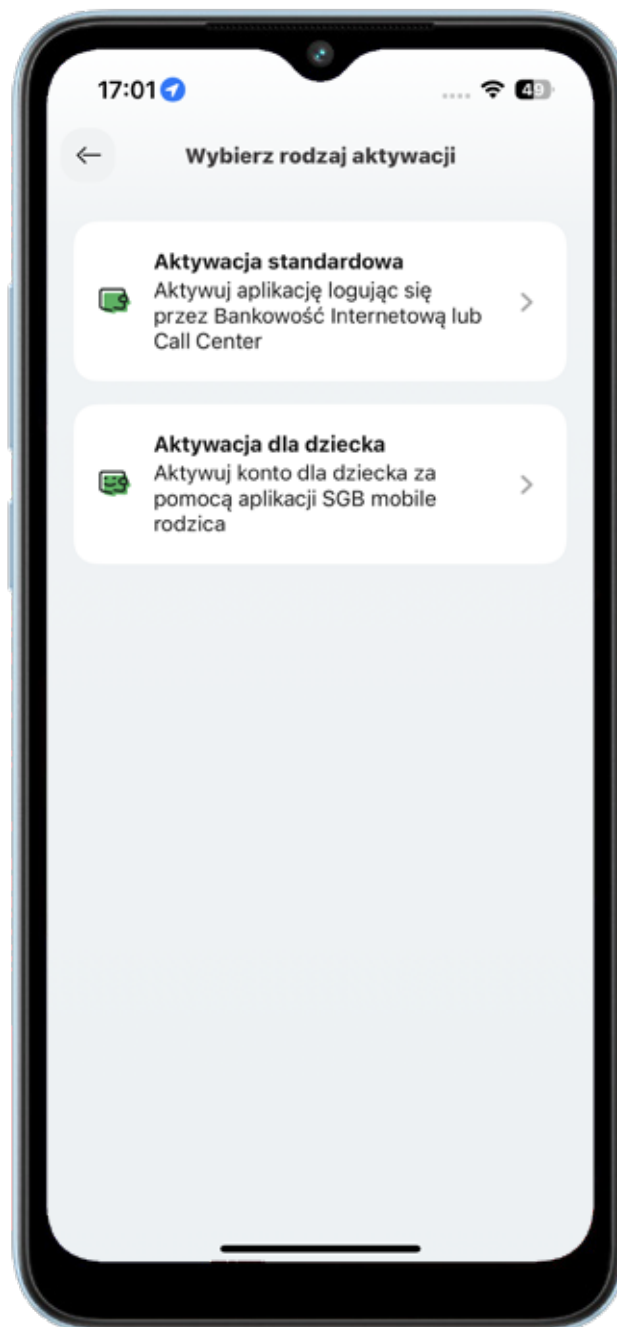 17:01
49
Wybierz rodzaj aktywacji
Aktywacja standardowa
Aktywuj aplikację logując się
przez Bankowość Internetową lub
Call Center
Aktywacja dla dziecka
Aktywuj konto dla dziecka za
pomocą aplikacji SGB mobile
rodzica